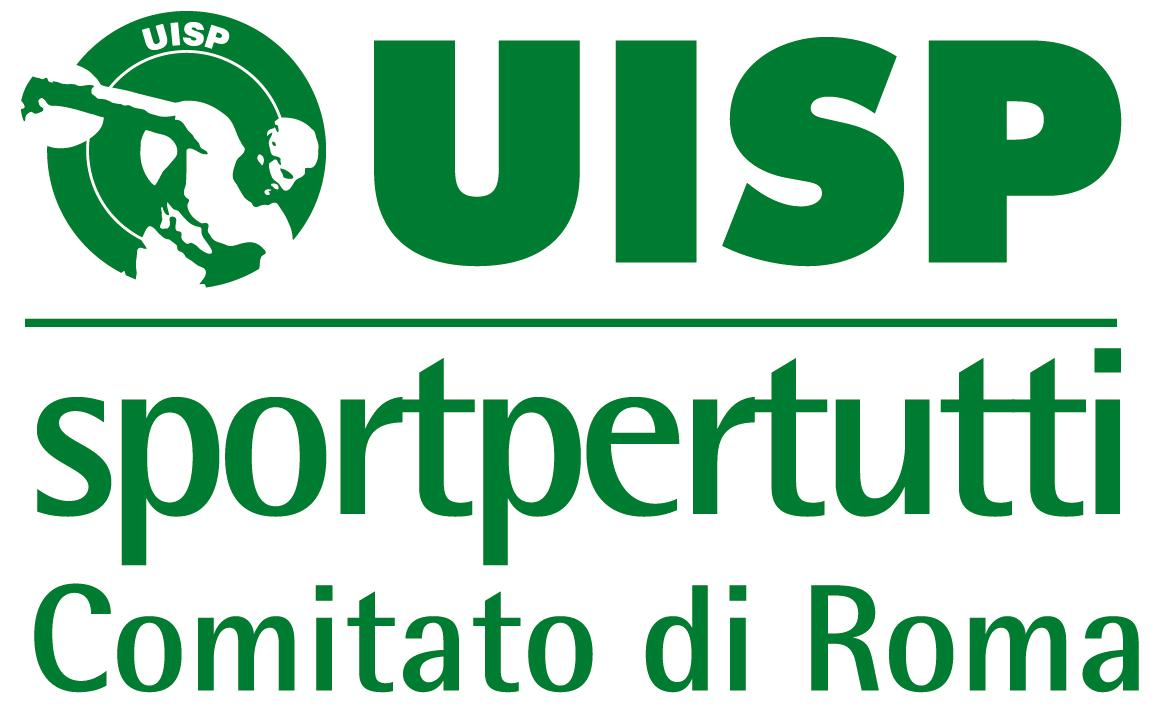 UISP
UISP
sportpertutti
Comitato di Roma